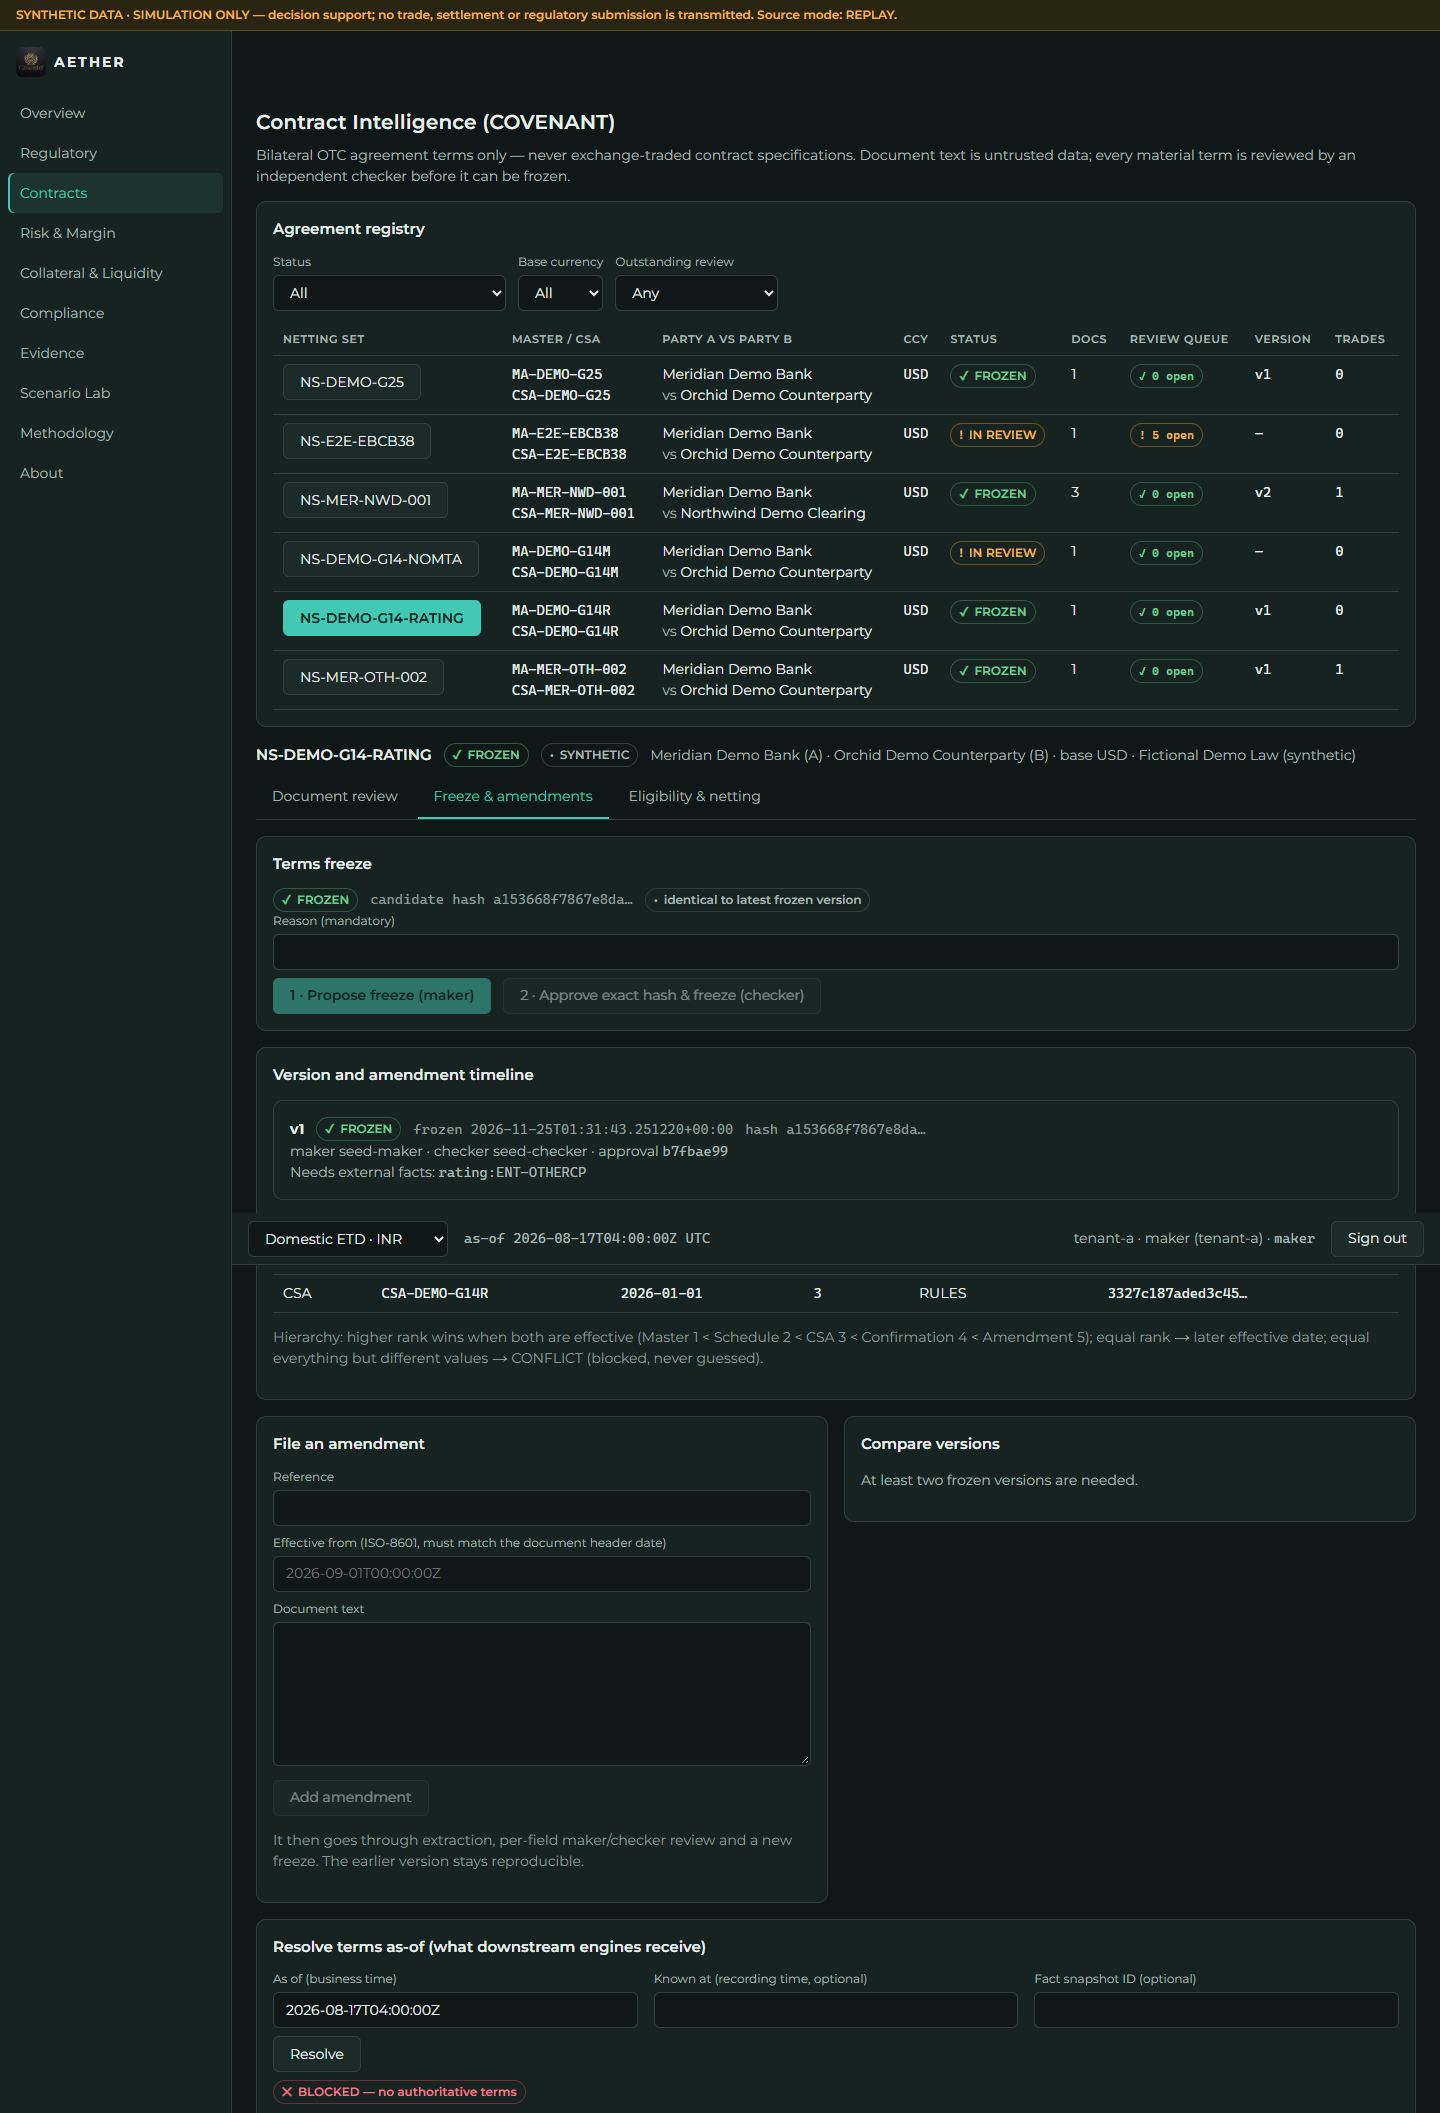 SYNTHETIC DATA · SIMULATION ONLY — decision support; no trade, settlement or regulatory submission is transmitted. Source mode: REPLAY.
AETHER
Overview
Regulatory
Contracts
Risk & Margin
Collateral & Liquidity
Compliance
Evidence
Scenario Lab
Methodology
About
Contract Intelligence (COVENANT)
Bilateral OTC agreement terms only — never exchange-traded contract specifications. Document text is untrusted data; every material term is reviewed by an
independent checker before it can be frozen.
Agreement registry
Status Base currency Outstanding review
All All Any
NETTING SET MASTER / CSA PARTY A VS PARTY B CCY STATUS DOCS REVIEW QUEUE VERSION TRADES
NS-DEMO-G25 MA-DEMO-G25 Meridian Demo Bank USD ✓ FROZEN 1 ✓ 0 open v1 0
CSA-DEMO-G25 vs Orchid Demo Counterparty
NS-E2E-EBCB38 MA-E2E-EBCB38 Meridian Demo Bank USD ! IN REVIEW 1 ! 5 open – 0
CSA-E2E-EBCB38 vs Orchid Demo Counterparty
NS-MER-NWD-001 MA-MER-NWD-001 Meridian Demo Bank USD ✓ FROZEN 3 ✓ 0 open v2 1
CSA-MER-NWD-001 vs Northwind Demo Clearing
NS-DEMO-G14-NOMTA MA-DEMO-G14M Meridian Demo Bank USD ! IN REVIEW 1 ✓ 0 open – 0
CSA-DEMO-G14M vs Orchid Demo Counterparty
NS-DEMO-G14-RATING MA-DEMO-G14R Meridian Demo Bank USD ✓ FROZEN 1 ✓ 0 open v1 0
CSA-DEMO-G14R vs Orchid Demo Counterparty
NS-MER-OTH-002 MA-MER-OTH-002 Meridian Demo Bank USD ✓ FROZEN 1 ✓ 0 open v1 1
CSA-MER-OTH-002 vs Orchid Demo Counterparty
NS-DEMO-G14-RATING ✓ FROZEN • SYNTHETIC Meridian Demo Bank (A) · Orchid Demo Counterparty (B) · base USD · Fictional Demo Law (synthetic)
Document review Freeze & amendments Eligibility & netting
Terms freeze
✓ FROZEN candidate hash a153668f7867e8da… • identical to latest frozen version
Reason (mandatory)
1 · Propose freeze (maker) 2 · Approve exact hash & freeze (checker)
Version and amendment timeline
v1 ✓ FROZEN frozen 2026-11-25T01:31:43.251220+00:00 hash a153668f7867e8da…
maker seed-maker · checker seed-checker · approval b7fbae99
Needs external facts: rating:ENT-OTHERCP
Domestic ETD · INR as-of 2026-08-17T04:00:00Z UTC tenant-a · maker (tenant-a) · maker Sign out
CSA CSA-DEMO-G14R 2026-01-01 3 RULES 3327c187aded3c45…
Hierarchy: higher rank wins when both are effective (Master 1 < Schedule 2 < CSA 3 < Confirmation 4 < Amendment 5); equal rank → later effective date; equal
everything but different values → CONFLICT (blocked, never guessed).
File an amendment
Reference
Effective from (ISO-8601, must match the document header date)
2026-09-01T00:00:00Z
Document text
Add amendment
It then goes through extraction, per-field maker/checker review and a new
freeze. The earlier version stays reproducible.
Compare versions
At least two frozen versions are needed.
Resolve terms as-of (what downstream engines receive)
As of (business time) Known at (recording time, optional) Fact snapshot ID (optional)
2026-08-17T04:00:00Z
Resolve
✕ BLOCKED — no authoritative terms